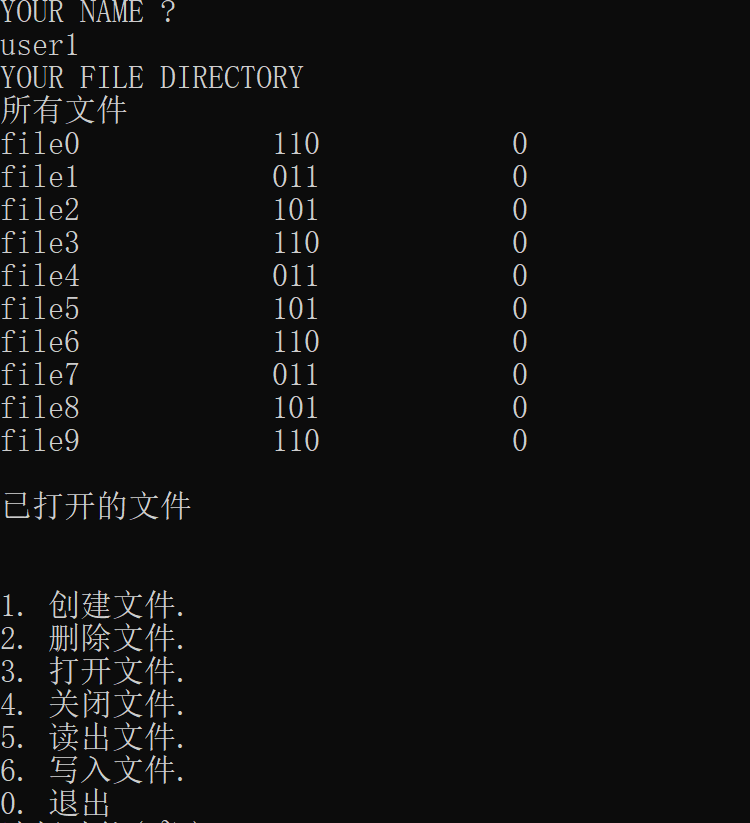 YOUR NAME ?
user1
YOUR FILE DIRECTORY
所有文件
file0 110 0
file1 011 0
file2 101 0
file3 110 0
file4 011 0
file5 101 0
file6 110 0
file7 011 0
file8 101 0
file9 110 0
已打开的文件
1. 创建文件.
2. 删除文件.
3. 打开文件.
4. 关闭文件.
5. 读出文件.
6. 写入文件.
0. 退出